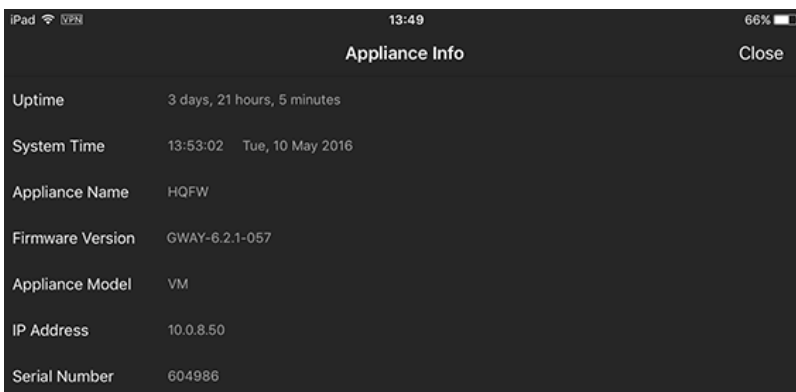 iPad VPN 13:49 66%
Appliance Info Close
Uptime 3 days, 21 hours, 5 minutes
System Time 13:53:02 Tue, 10 May 2016
Appliance Name HQFW
Firmware Version GWAY-6.2.1-057
Appliance Model VM
IP Address 10.0.8.50
Serial Number 604986